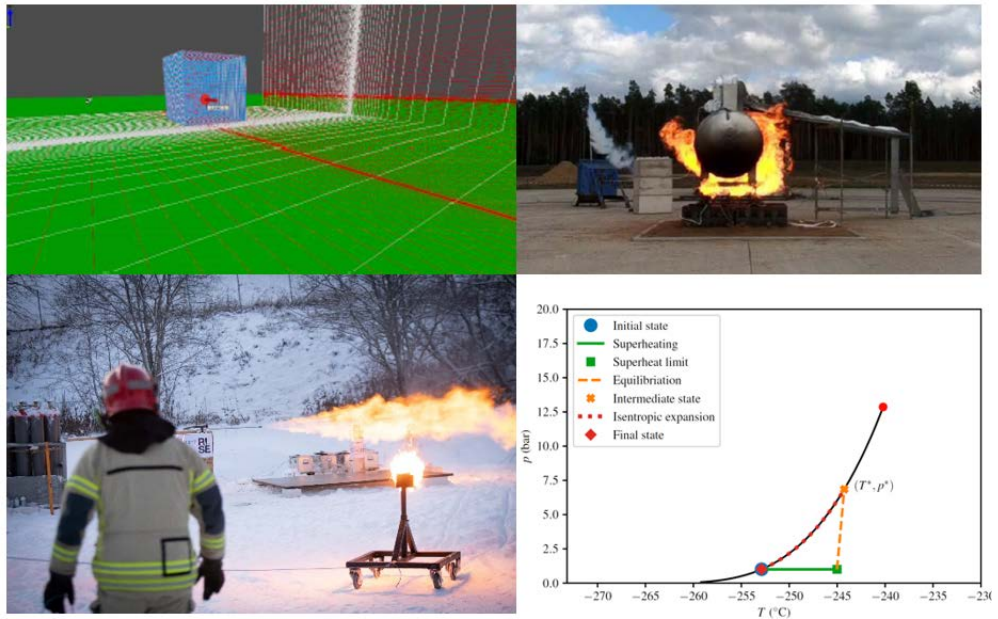 RI
SE
20.0
17.5
15.0
12.5
10.0
7.5
5.0
2.5
0.0
p (bar)
Initial state
Superheating
Superheat limit
Equilibriation
Intermediate state
Isentropic expansion
Final state
(T*, p*)
−270
−265
−260
−255
−250
−245
−240
−235
−230
T (°C)